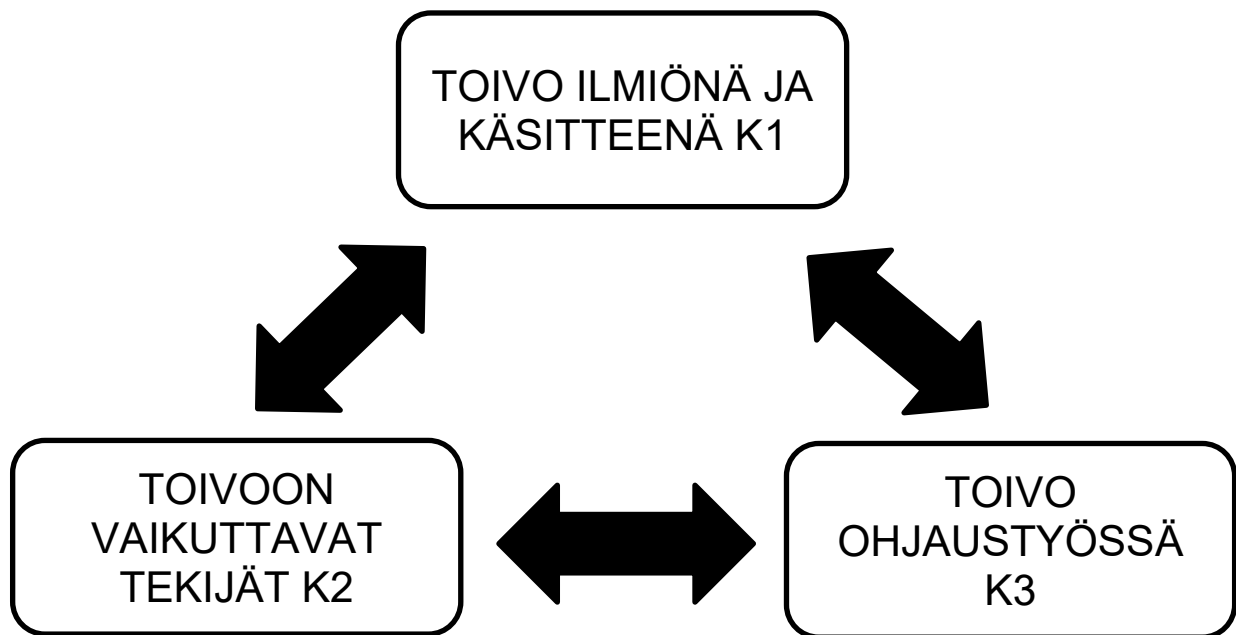 TOIVO ILMIÖNÄ JA
KÄSITTEENÄ K1
TOIVOON
VAIKUTTAVAT
TEKIJÄT K2
TOIVO
OHJAUSTYÖSSÄ
K3